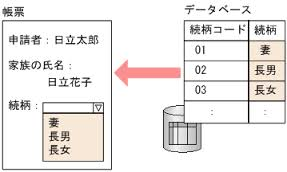 帳票
申請者：日立太郎
家族の氏名：
日立花子
続柄：
妻
長男
長女
データベース
続柄コード 続柄
01 妻
02 長男
03 長女
： ：